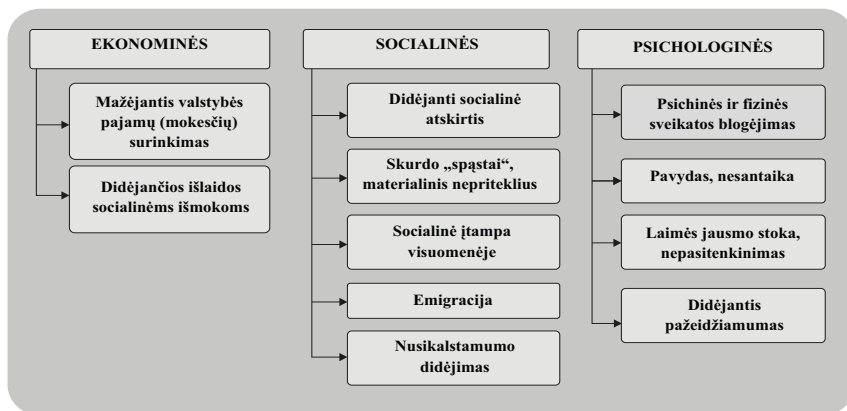 EKONOMINĖS
Mažėjantis valstybės
pajamų (mokesčių)
surinkimas
Didėjančios išlaidos
socialinėms išmokoms
SOCIALINĖS
Didėjanti socialinė
atskirtis
Skurdo „spąstai“,
materialinis nepriteklius
Socialinė įtampa
visuomenėje
Emigracija
Nusikalstamumo
didėjimas
PSICHOLOGINĖS
Psichinės ir fizinės
sveikatos blogėjimas
Pavydas, nesantaika
Laimės jausmo stoka,
nepasitenkinimas
Didėjantis
pažeidžiamumas